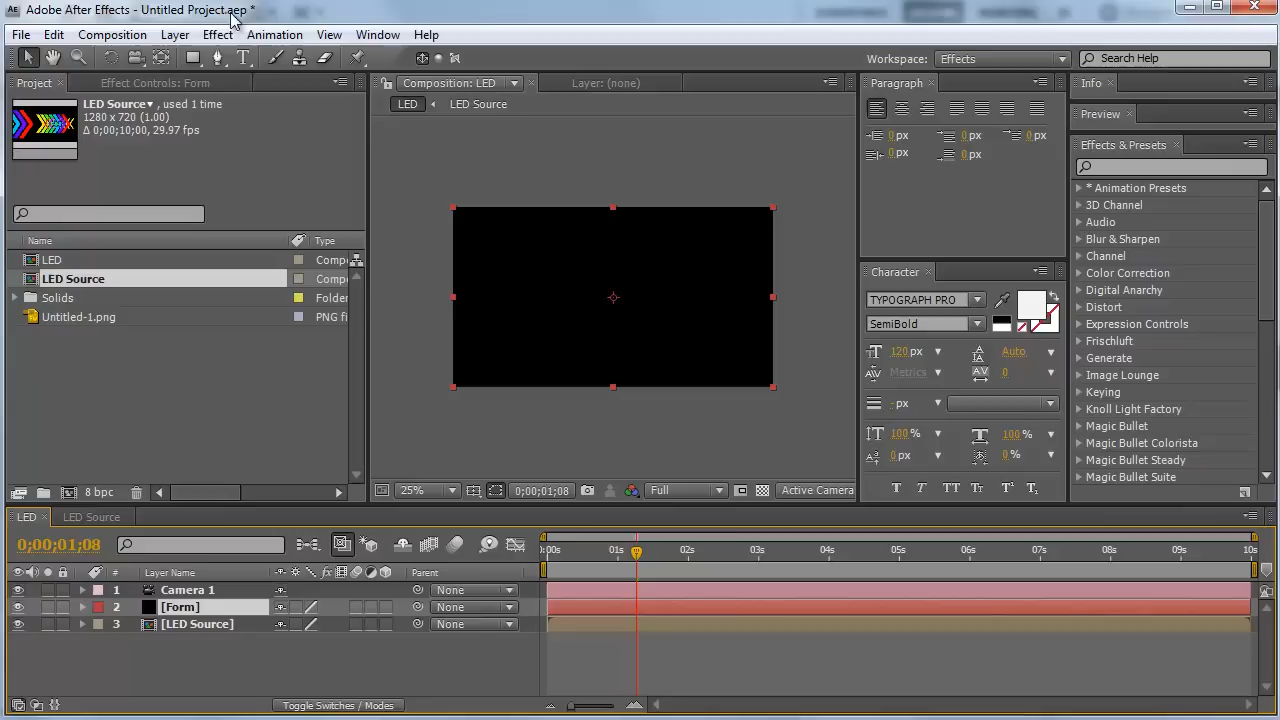 Adobe After Effects - Untitled Project.aep *
File Edit Composition Layer Effect Animation View Window Help
Workspace: Effects Search Help
Project Effect Controls: Form
LED Source, used 1 time
1280 x 720 (1.00)
Δ 0;00;10;00, 29.97 fps
Name Type
LED Compo
LED Source Compo
Solids Folder
Untitled-1.png PNG fi
8 bpc
Composition: LED Layer: (none)
LED LED Source
25% 0;00;01;08 Full Active Camera
Paragraph
0 px 0 px 0 px
0 px 0 px
Character
TYPOGRAPH PRO
SemiBold
120 px Auto
Metrics 0
- px
100 % 100 %
0 px 0 %
T T TT Tt T¹ T₁
Info
Preview
Effects & Presets
* Animation Presets
3D Channel
Audio
Blur & Sharpen
Channel
Color Correction
Digital Anarchy
Distort
Expression Controls
Frischluft
Generate
Image Lounge
Keying
Knoll Light Factory
Magic Bullet
Magic Bullet Colorista
Magic Bullet Steady
Magic Bullet Suite
LED LED Source
0;00;01;08
0:00s 01s 02s 03s 04s 05s 06s 07s 08s 09s 10s
# Layer Name Parent
1 Camera 1 None
2 [Form] None
3 [LED Source] None
Toggle Switches / Modes